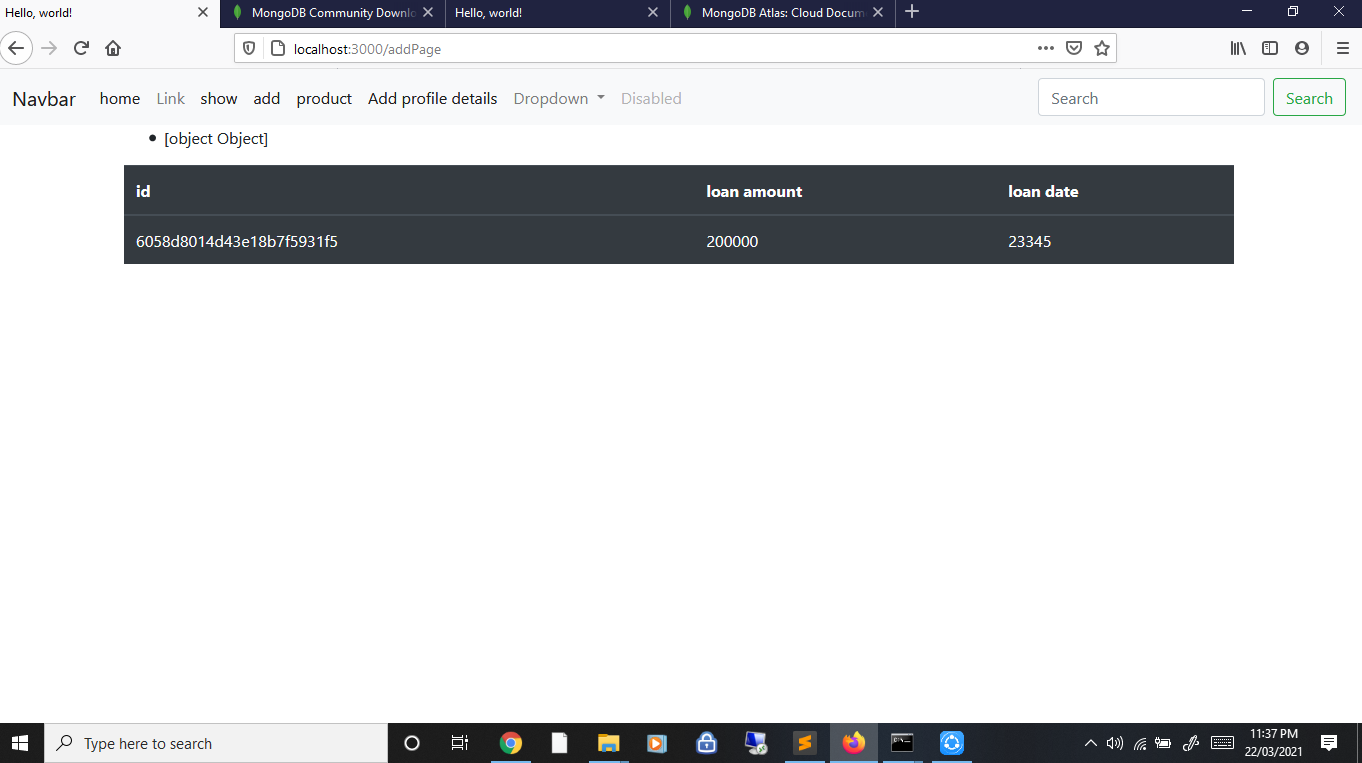 Hello, world!
MongoDB Community Downlo
Hello, world!
MongoDB Atlas: Cloud Docum
localhost:3000/addPage
Navbar home Link show add product Add profile details Dropdown Disabled Search Search
[object Object]
id loan amount loan date
6058d8014d43e18b7f5931f5 200000 23345
Type here to search
11:37 PM
22/03/2021